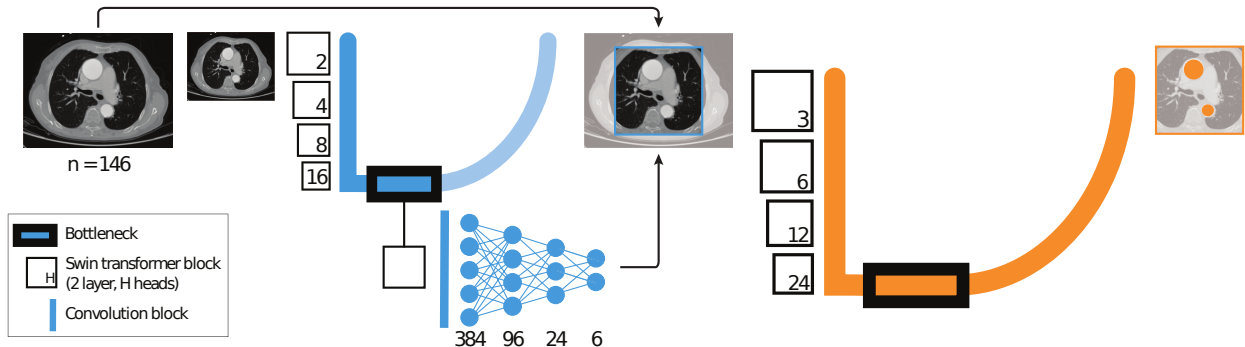 n = 146
2
4
8
16
Bottleneck
H
Swin transformer block
(2 layer, H heads)
Convolution block
384 96 24 6
3
6
12
24